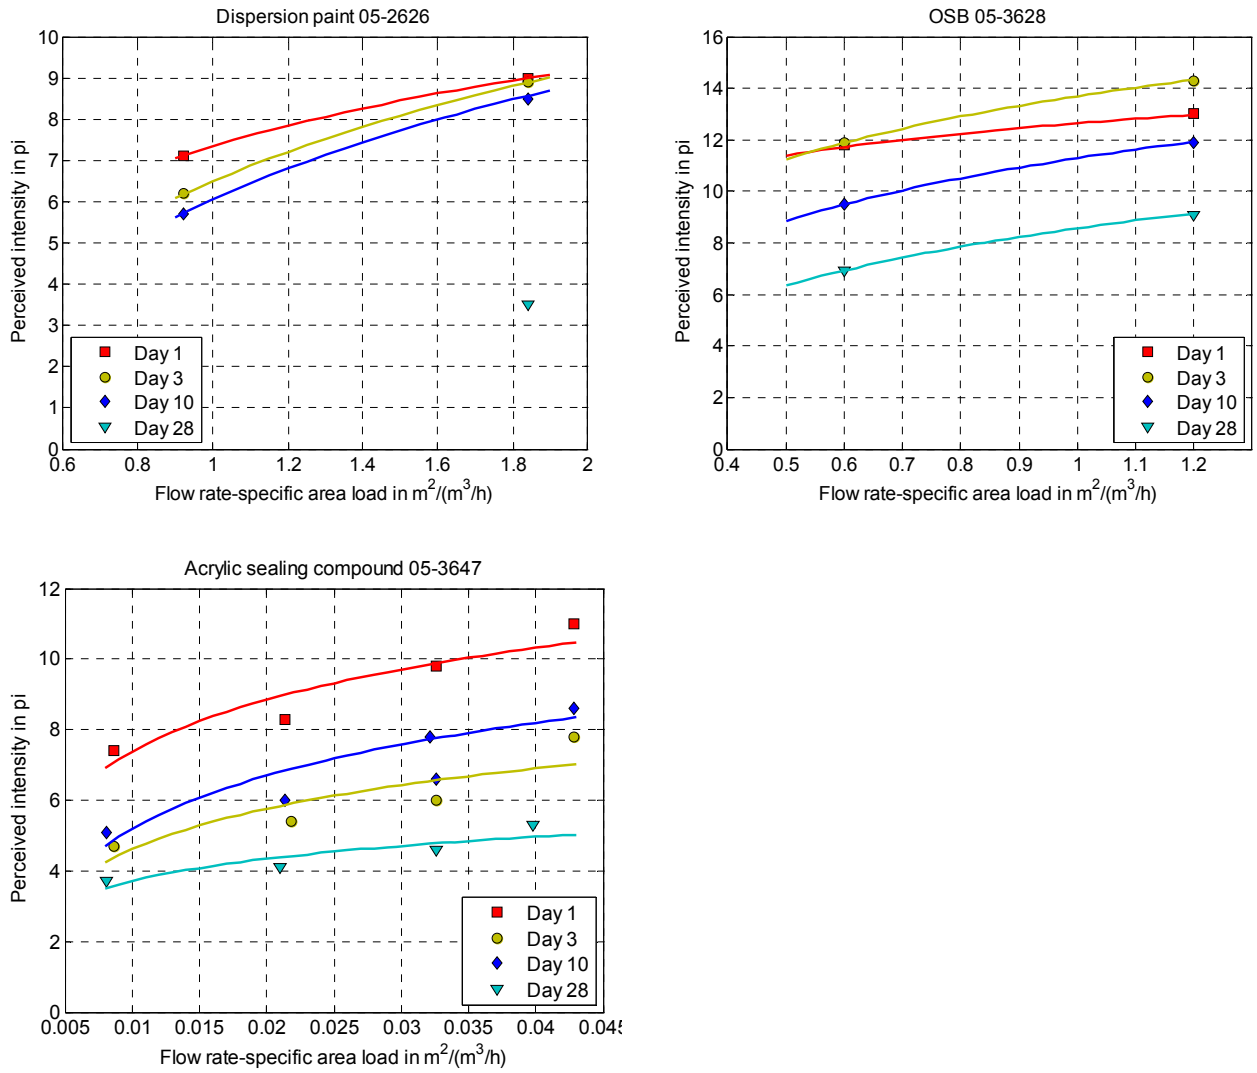 Dispersion paint 05-2626
Perceived intensity in pi
10
9
8
7
6
5
4
3
2
1
0
0.6 0.8 1 1.2 1.4 1.6 1.8 2
Flow rate-specific area load in m²/(m³/h)
Day 1
Day 3
Day 10
Day 28
OSB 05-3628
Perceived intensity in pi
16
14
12
10
8
6
4
2
0
0.4 0.5 0.6 0.7 0.8 0.9 1 1.1 1.2
Flow rate-specific area load in m²/(m³/h)
Day 1
Day 3
Day 10
Day 28
Acrylic sealing compound 05-3647
Perceived intensity in pi
12
10
8
6
4
2
0
0.005 0.01 0.015 0.02 0.025 0.03 0.035 0.04 0.045
Flow rate-specific area load in m²/(m³/h)
Day 1
Day 3
Day 10
Day 28